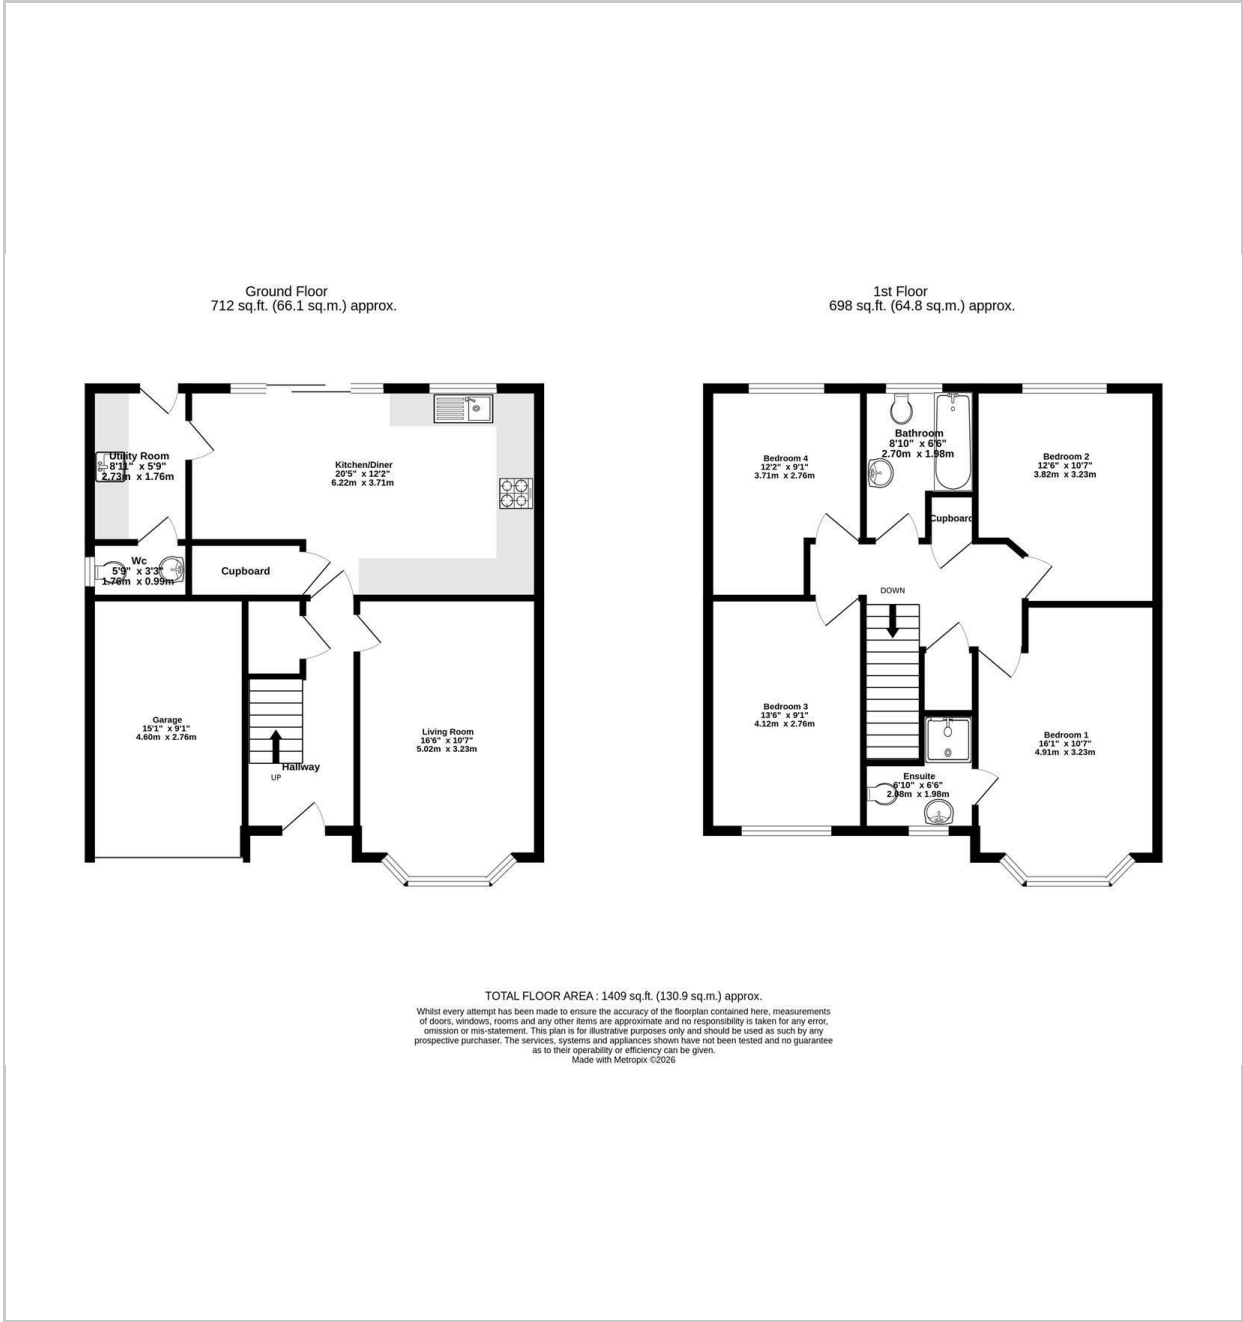 Ground Floor
712 sq.ft. (66.1 sq.m.) approx.
Utility Room
8'11" x 5'9"
2.73m x 1.76m
Kitchen/Diner
20'5" x 12'2"
6.22m x 3.71m
Wc
5'9" x 3'3"
1.76m x 0.99m
Cupboard
Garage
15'1" x 9'1"
4.60m x 2.76m
Living Room
16'6" x 10'7"
5.02m x 3.23m
Hallway
UP
1st Floor
698 sq.ft. (64.8 sq.m.) approx.
Bedroom 4
12'2" x 9'1"
3.71m x 2.76m
Bathroom
8'10" x 6'6"
2.70m x 1.98m
Bedroom 2
12'6" x 10'7"
3.82m x 3.23m
Cupboard
DOWN
Bedroom 3
13'6" x 9'1"
4.12m x 2.76m
Bedroom 1
16'1" x 10'7"
4.91m x 3.23m
Ensuite
6'10" x 6'6"
2.08m x 1.98m
TOTAL FLOOR AREA : 1409 sq.ft. (130.9 sq.m.) approx.
Whilst every attempt has been made to ensure the accuracy of the floorplan contained here, measurements
of doors, windows, rooms and any other items are approximate and no responsibility is taken for any error,
omission or mis-statement. This plan is for illustrative purposes only and should be used as such by any
prospective purchaser. The services, systems and appliances shown have not been tested and no guarantee
as to their operability or efficiency can be given.
Made with Metropix ©2026